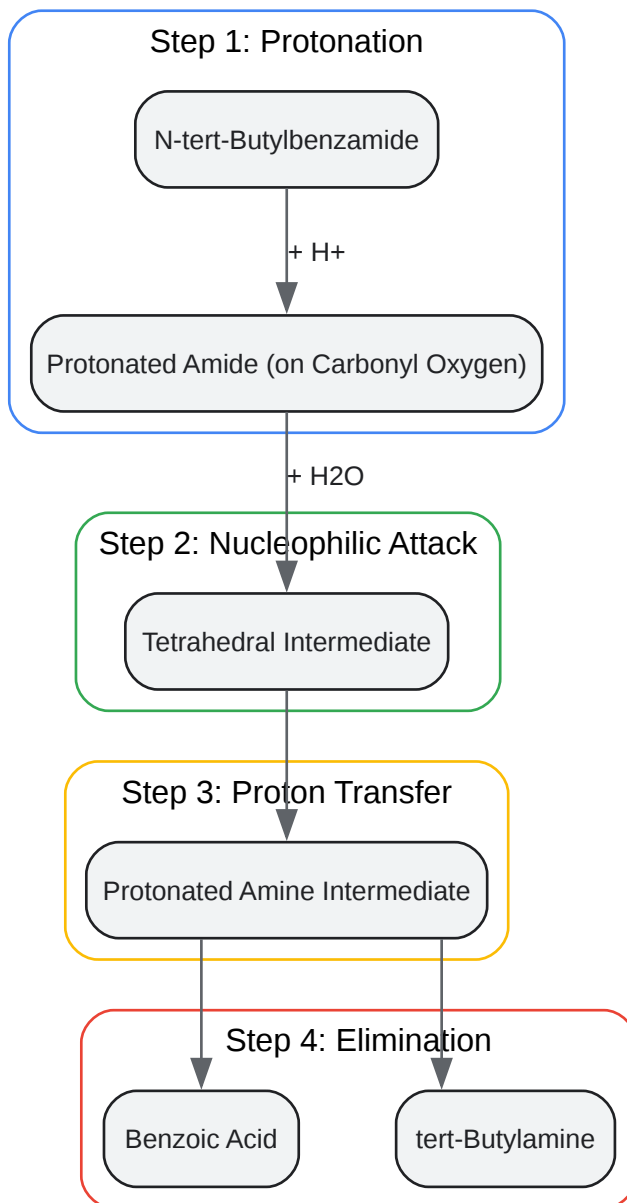 Step 1: Protonation
N-tert-Butylbenzamide
+ H+
Protonated Amide (on Carbonyl Oxygen)
+ H2O
Step 2: Nucleophilic Attack
Tetrahedral Intermediate
Step 3: Proton Transfer
Protonated Amine Intermediate
Step 4: Elimination
Benzoic Acid
tert-Butylamine